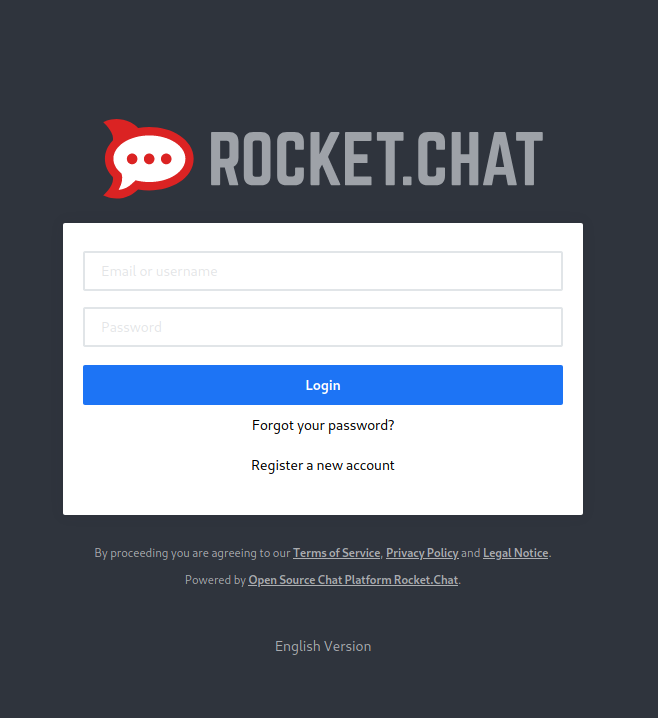 ROCKET.CHAT
Email or username
Password
Login
Forgot your password?
Register a new account
By proceeding you are agreeing to our Terms of Service, Privacy Policy and Legal Notice.
Powered by Open Source Chat Platform Rocket.Chat.
English Version